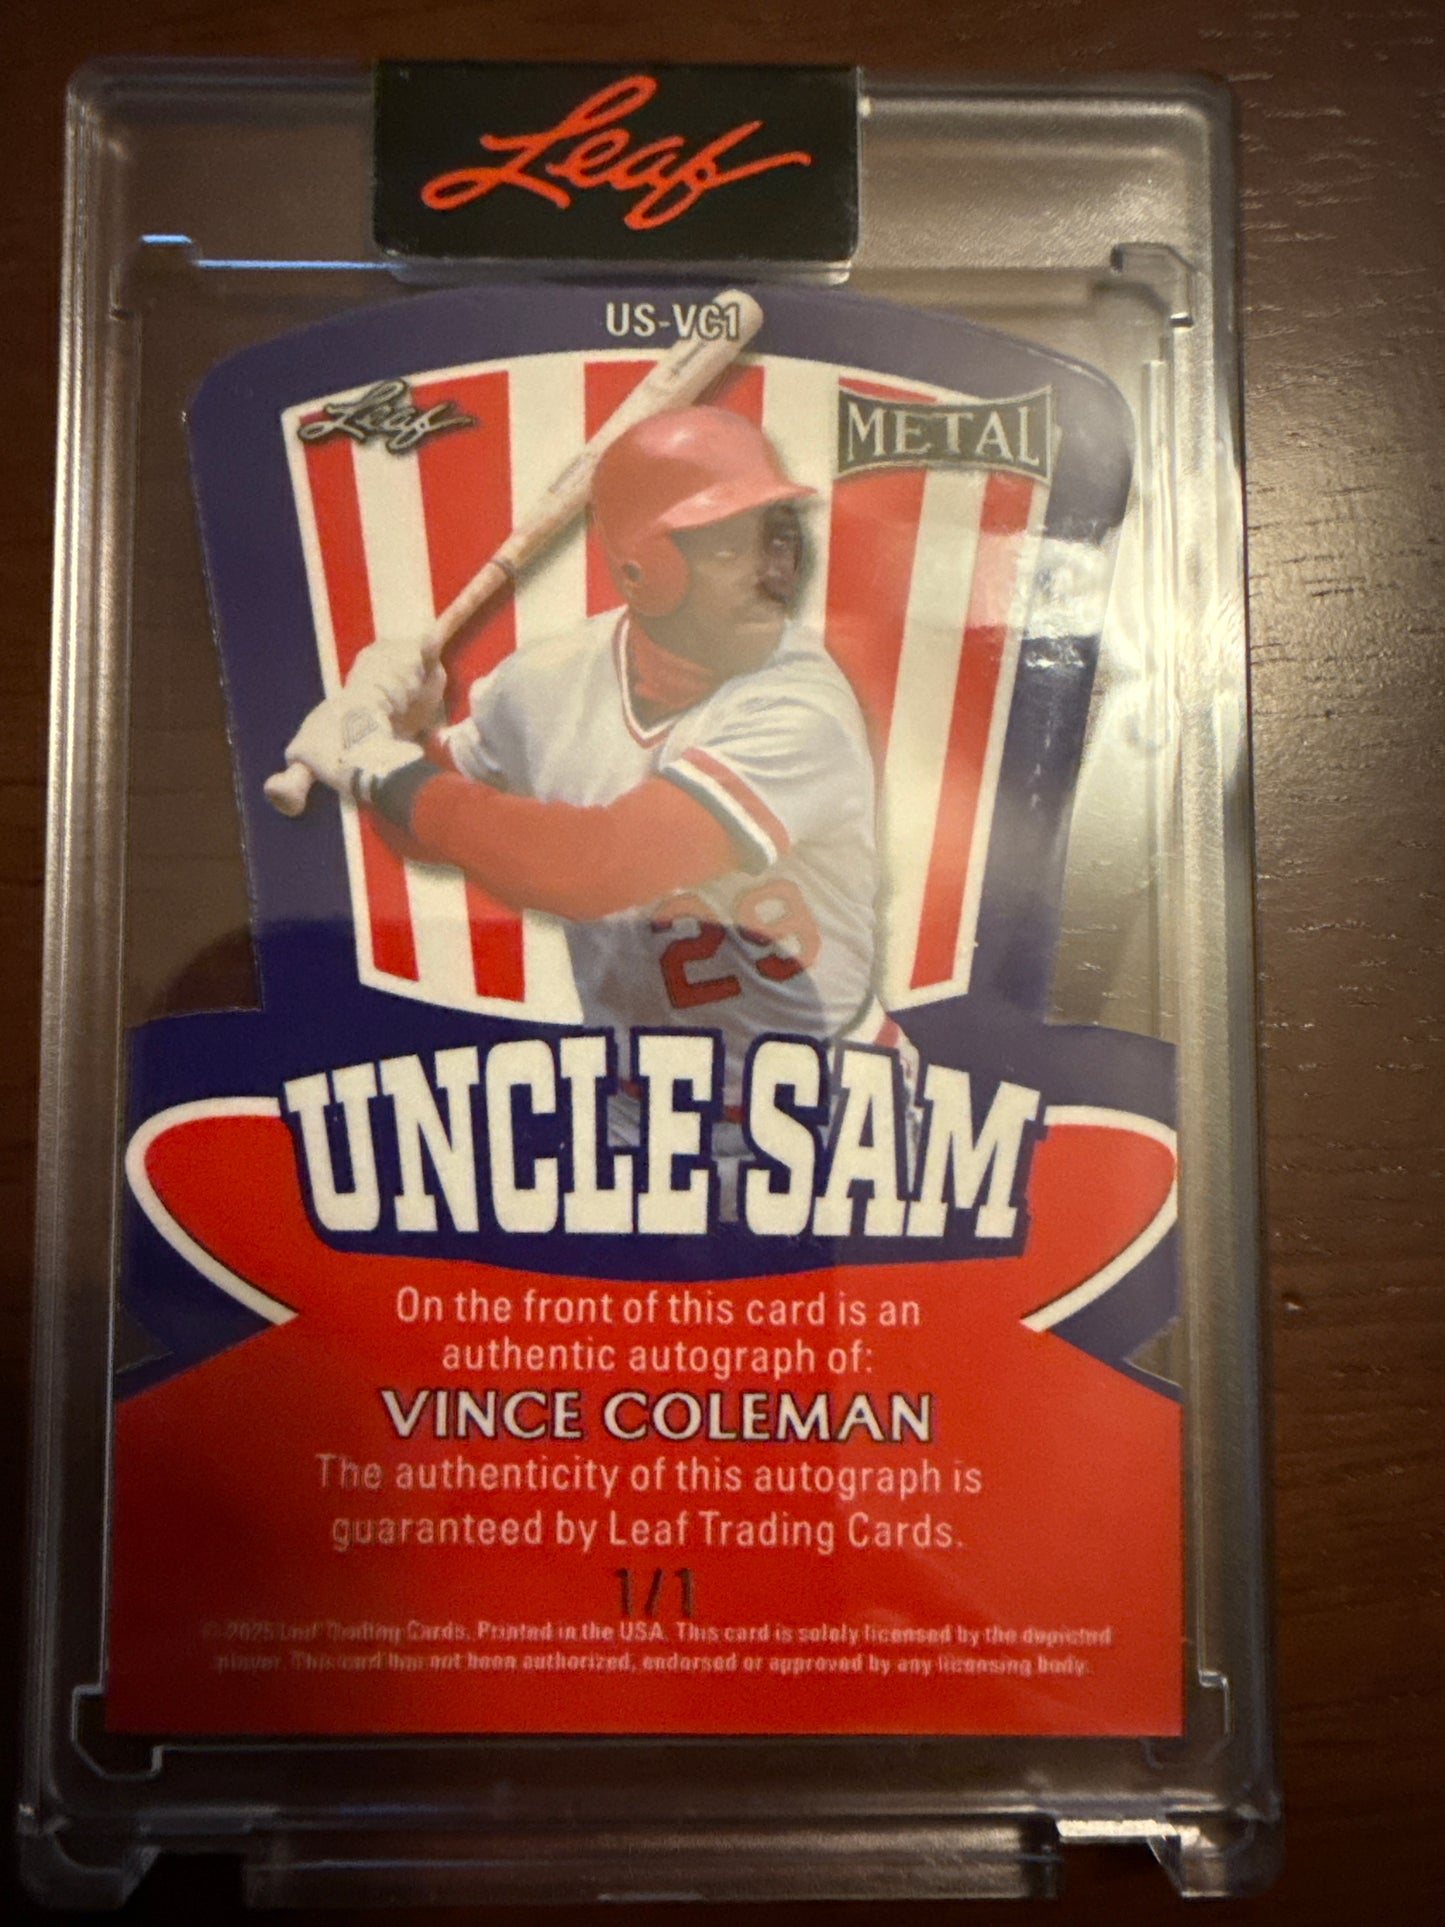 Leaf
US-VC1
Leaf
METAL
29
UNCLE SAM
On the front of this card is an
authentic autograph of:
VINCE COLEMAN
The authenticity of this autograph is
guaranteed by Leaf Trading Cards.
1/1
© 2025 Leaf Trading Cards. Printed in the USA. This card is solely licensed by the depicted
player. This card has not been authorized, endorsed or approved by any licensing body.